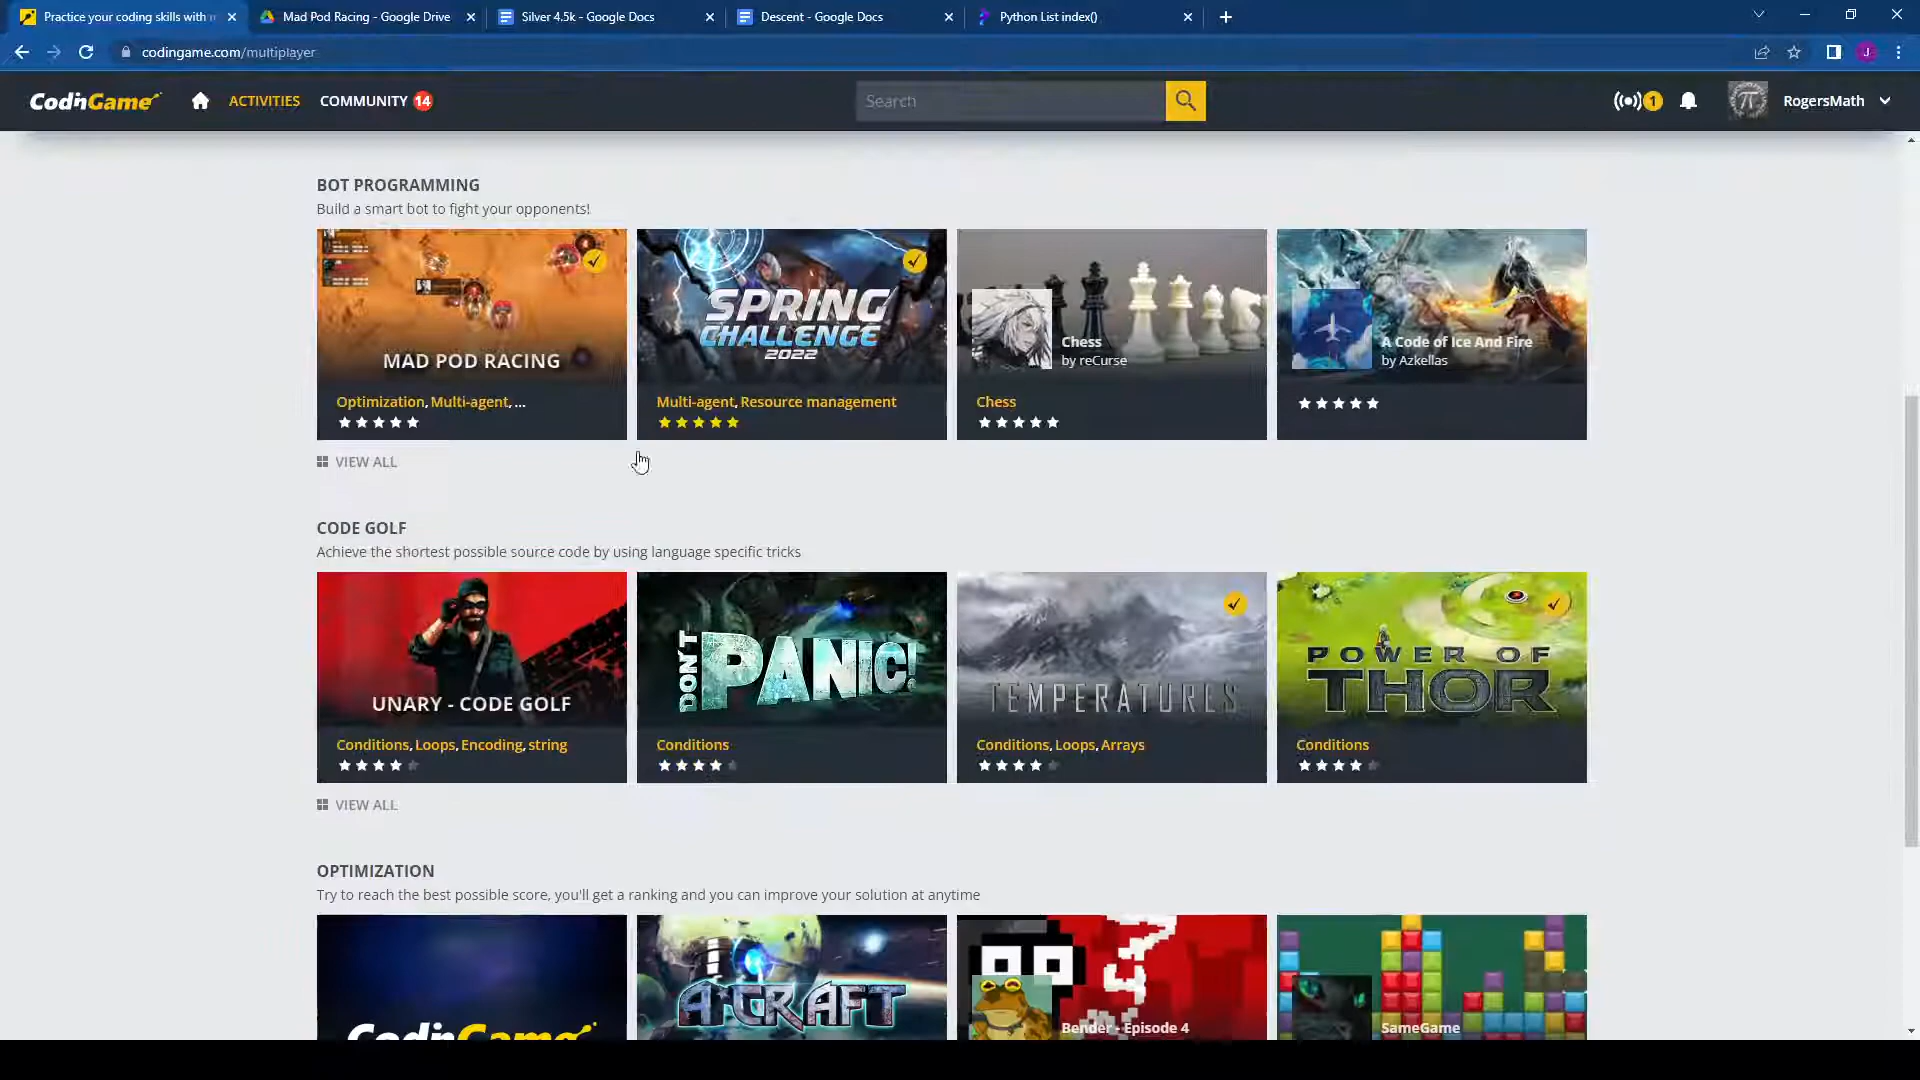 Practice your coding skills with
Mad Pod Racing - Google Drive
Silver 4.5k - Google Docs
Descent - Google Docs
Python List index()
codingame.com/multiplayer
CodinGame
ACTIVITIES
COMMUNITY 14
Search
1
RogersMath
J
BOT PROGRAMMING
Build a smart bot to fight your opponents!
MAD POD RACING
Optimization, Multi-agent, ...
SPRING
CHALLENGE
2022
Multi-agent, Resource management
Chess
by reCurse
Chess
A Code of Ice And Fire
by Azkellas
VIEW ALL
CODE GOLF
Achieve the shortest possible source code by using language specific tricks
UNARY - CODE GOLF
Conditions, Loops, Encoding, string
DON'T PANIC!
Conditions
TEMPERATURES
Conditions, Loops, Arrays
POWER OF
THOR
Conditions
VIEW ALL
OPTIMIZATION
Try to reach the best possible score, you'll get a ranking and you can improve your solution at anytime
CodinGame
A*CRAFT
Bender - Episode 4
SameGame